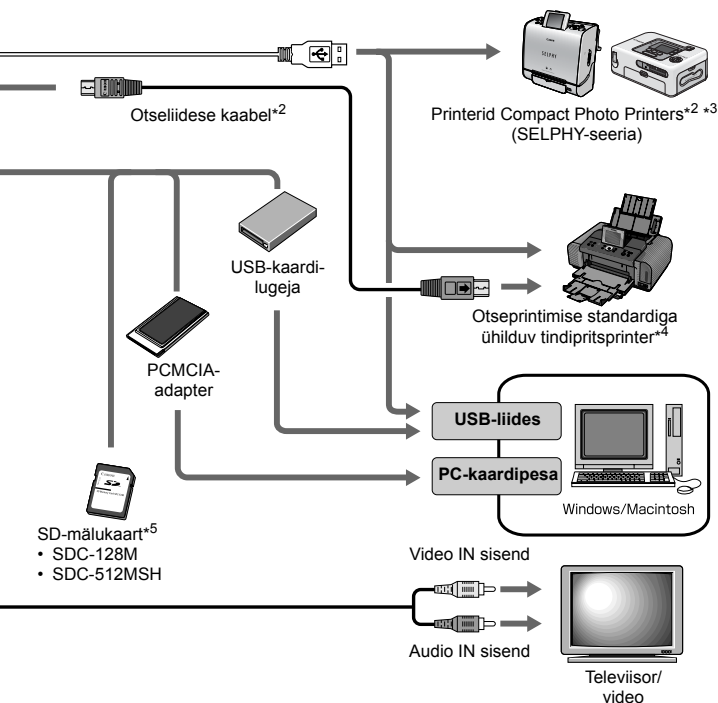 Otseliidese kaabel*2
Printerid Compact Photo Printers*2 *3
(SELPHY-seeria)
USB-kaardi-
lugeja
Otseprintimise standardiga
ühilduv tindipritsprinter*4
PCMCIA-
adapter
USB-liides
PC-kaardipesa
Windows/Macintosh
SD-mälukaart*5
• SDC-128M
• SDC-512MSH
Video IN sisend
Audio IN sisend
Televiisor/
video
SELPHY
Canon